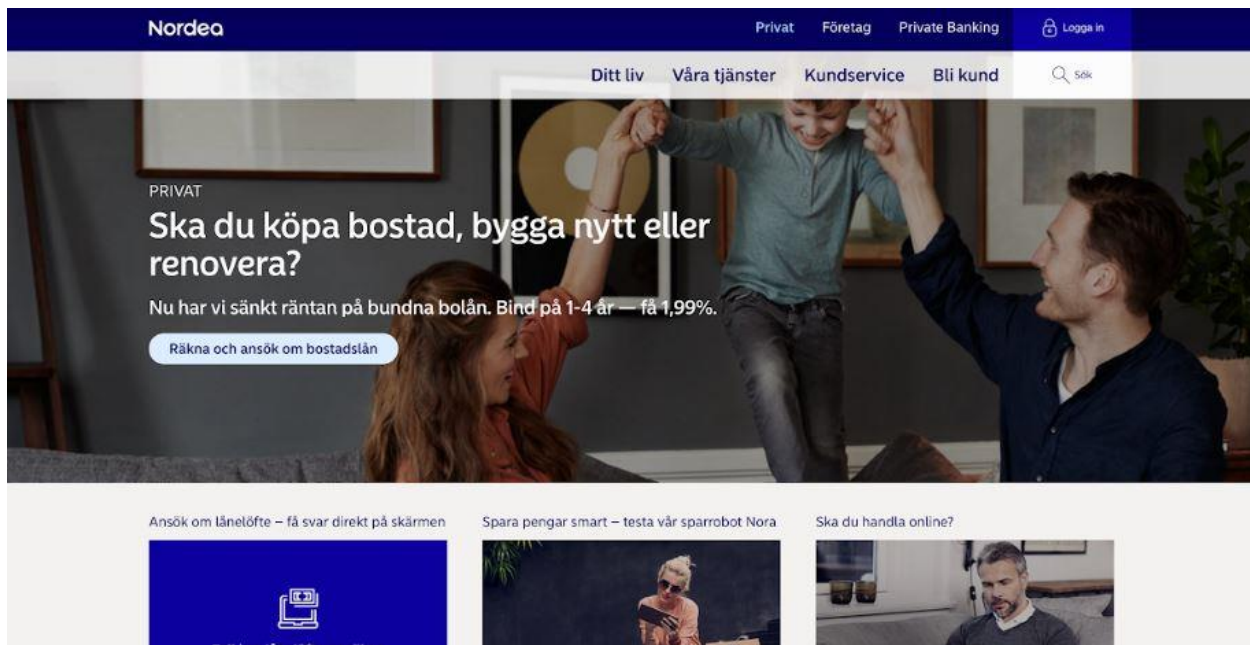 Nordea
Privat Företag Private Banking Logga in
Ditt liv Våra tjänster Kundservice Bli kund Sök
PRIVAT
Ska du köpa bostad, bygga nytt eller
renovera?
Nu har vi sänkt räntan på bundna bolån. Bind på 1-4 år — få 1,99%.
Räkna och ansök om bostadslån
Ansök om lånelöfte – få svar direkt på skärmen
Spara pengar smart – testa vår sparrobot Nora
Ska du handla online?